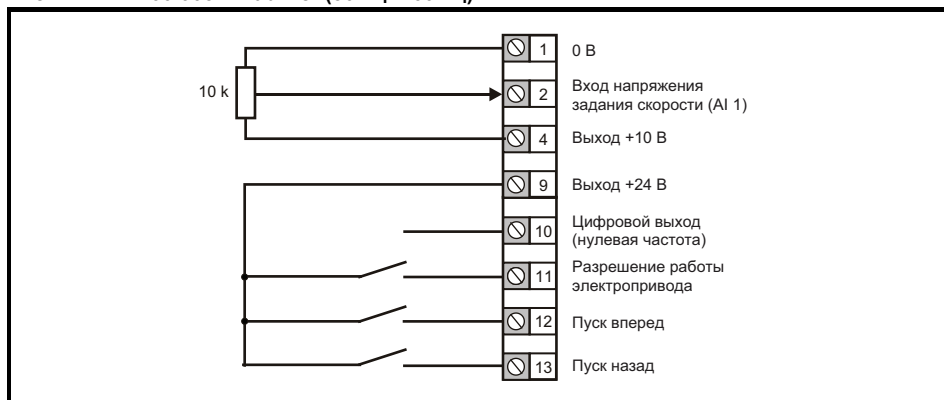 1 0 В
10 k
2 Вход напряжения
задания скорости (AI 1)
4 Выход +10 В
9 Выход +24 В
10 Цифровой выход
(нулевая частота)
11 Разрешение работы
электропривода
12 Пуск вперед
13 Пуск назад